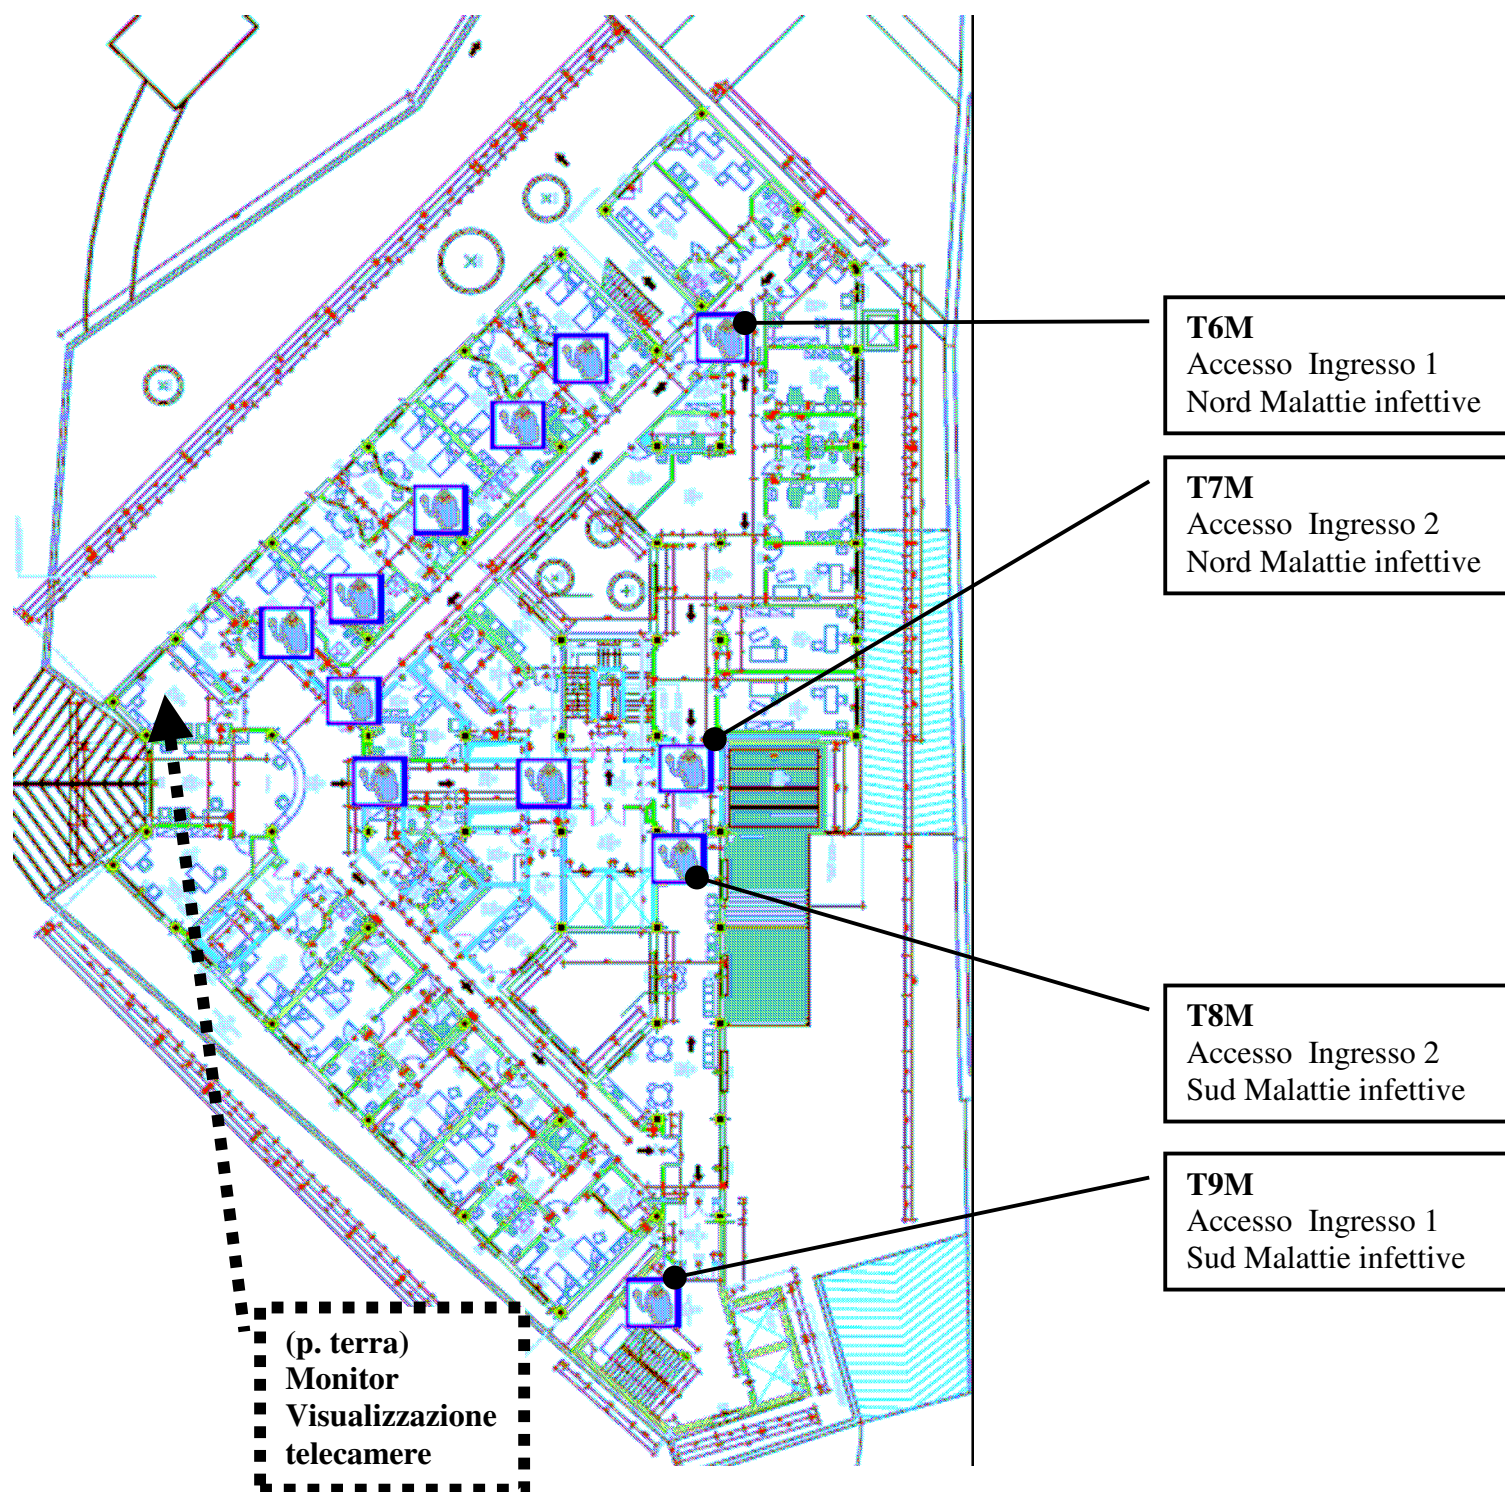 T6M
Accesso  Ingresso 1
Nord Malattie infettive
T7M
Accesso  Ingresso 2
Nord Malattie infettive
T8M
Accesso  Ingresso 2
Sud Malattie infettive
T9M
Accesso  Ingresso 1
Sud Malattie infettive
(p. terra)
Monitor
Visualizzazione
telecamere